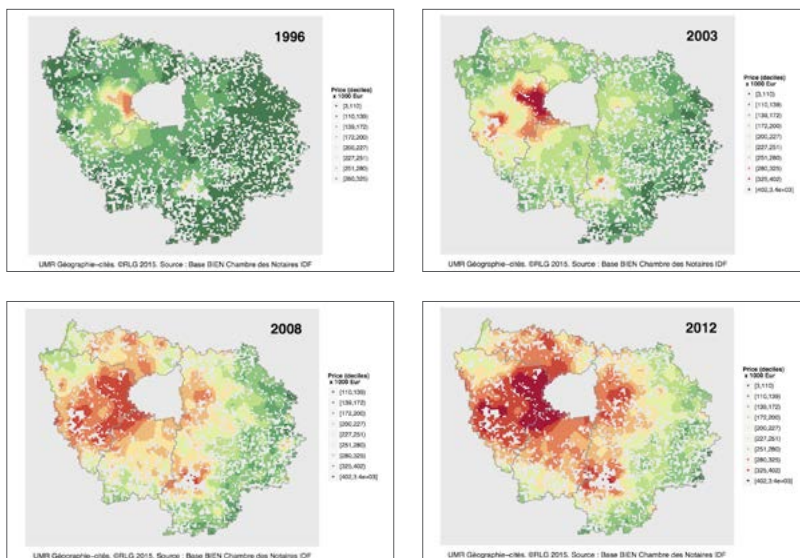 1996
Price (deciles)
x 1000 Eur
[3,110]
[110,139]
[139,172]
[172,200]
[200,227]
[227,251]
[251,280]
[280,325]
UMR Géographie-cités. ©RLG 2015. Source : Base BIEN Chambre des Notaires IDF
2003
Price (deciles)
x 1000 Eur
[3,110]
[110,139]
[139,172]
[172,200]
[200,227]
[227,251]
[251,280]
[280,325]
[325,402]
[402,3.4e+03]
UMR Géographie-cités. ©RLG 2015. Source : Base BIEN Chambre des Notaires IDF
2008
Price (deciles)
x 1000 Eur
[110,139]
[139,172]
[172,200]
[200,227]
[227,251]
[251,280]
[280,325]
[325,402]
[402,3.4e+03]
UMR Géographie-cités. ©RLG 2015. Source : Base BIEN Chambre des Notaires IDF
2012
Price (deciles)
x 1000 Eur
[3,110]
[110,139]
[139,172]
[172,200]
[200,227]
[227,251]
[251,280]
[280,325]
[325,402]
[402,3.4e+03]
UMR Géographie-cités. ©RLG 2015. Source : Base BIEN Chambre des Notaires IDF